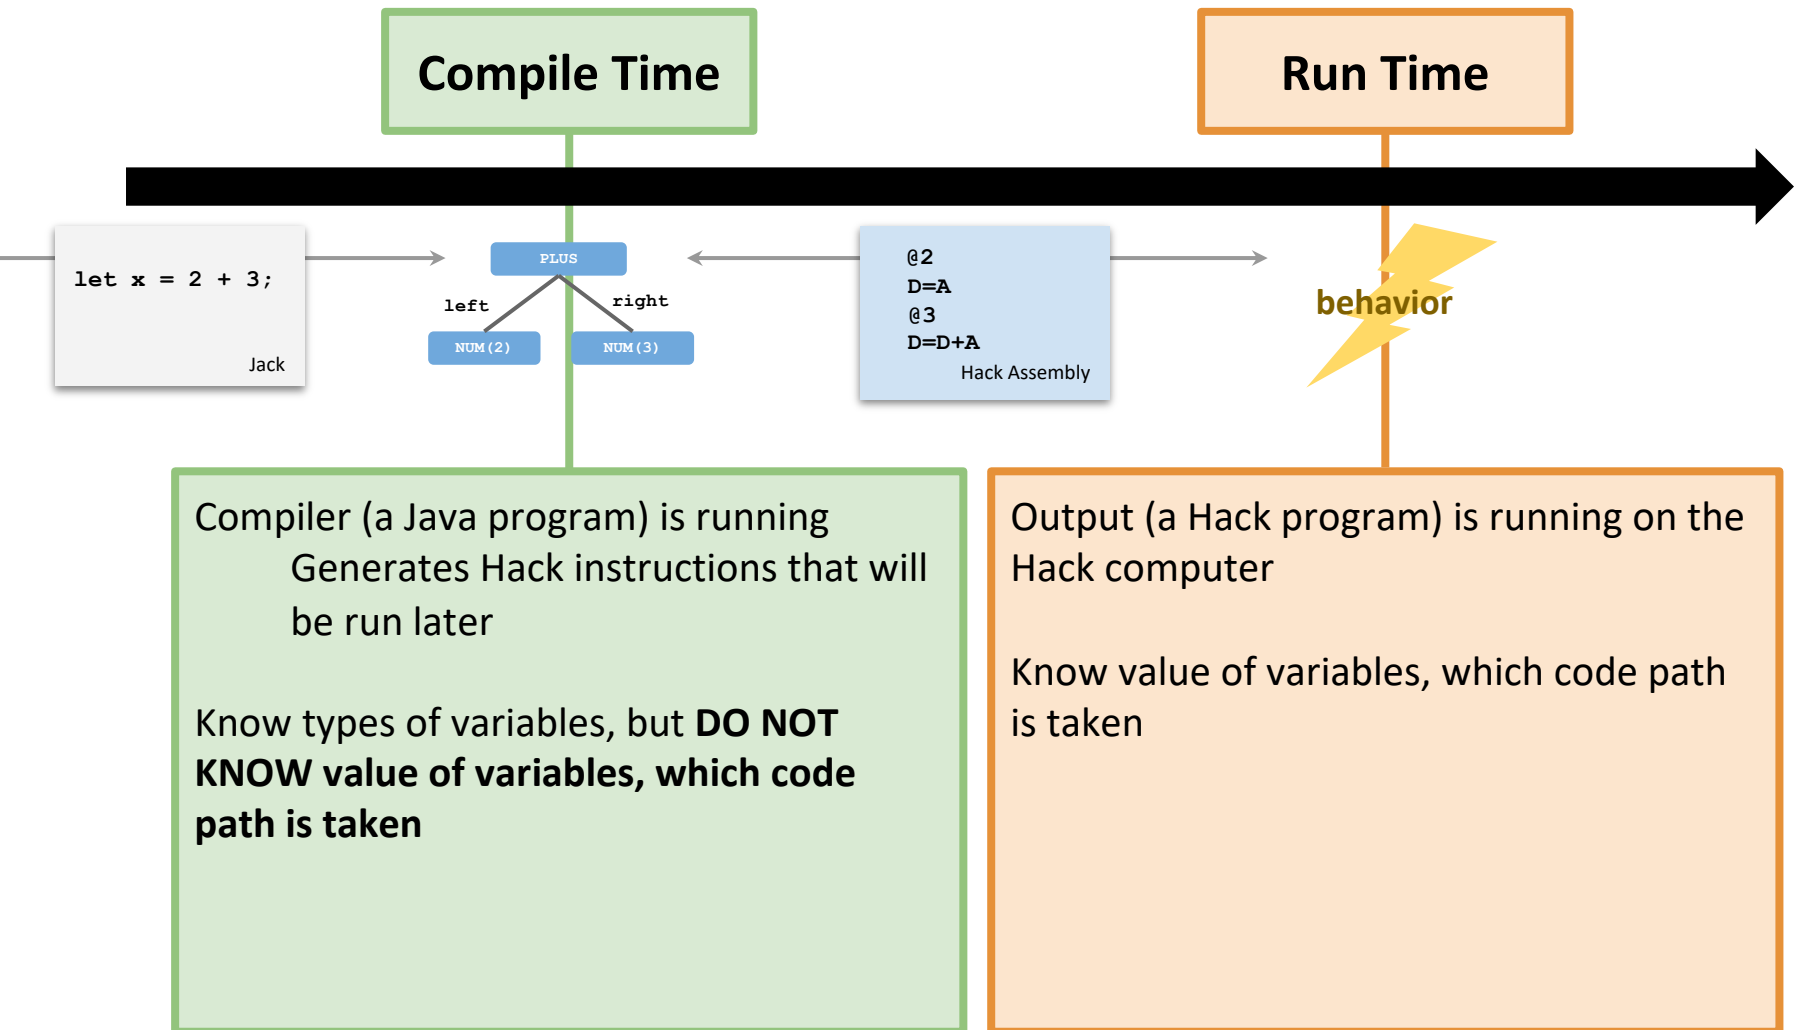 Compile Time
Run Time
let x = 2 + 3;
Jack
PLUS
left
right
NUM(2)
NUM(3)
@2
D=A
@3
D=D+A
Hack Assembly
behavior
Compiler (a Java program) is running
Generates Hack instructions that will
be run later
Know types of variables, but DO NOT
KNOW value of variables, which code
path is taken
Output (a Hack program) is running on the
Hack computer
Know value of variables, which code path
is taken